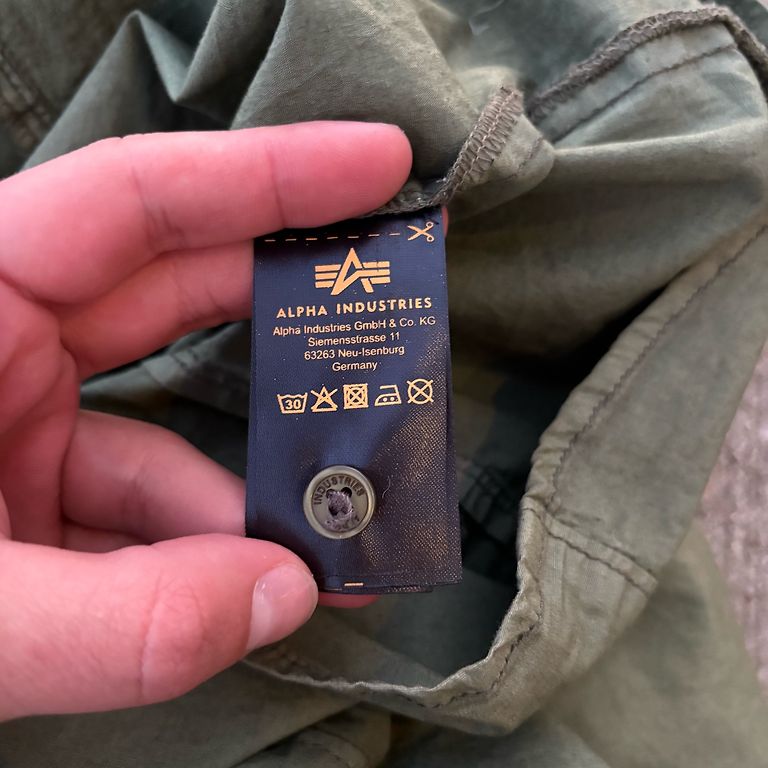 ALPHA INDUSTRIES
Alpha Industries GmbH & Co. KG
Siemensstrasse 11
63263 Neu-Isenburg
Germany
30
INDUSTRIES